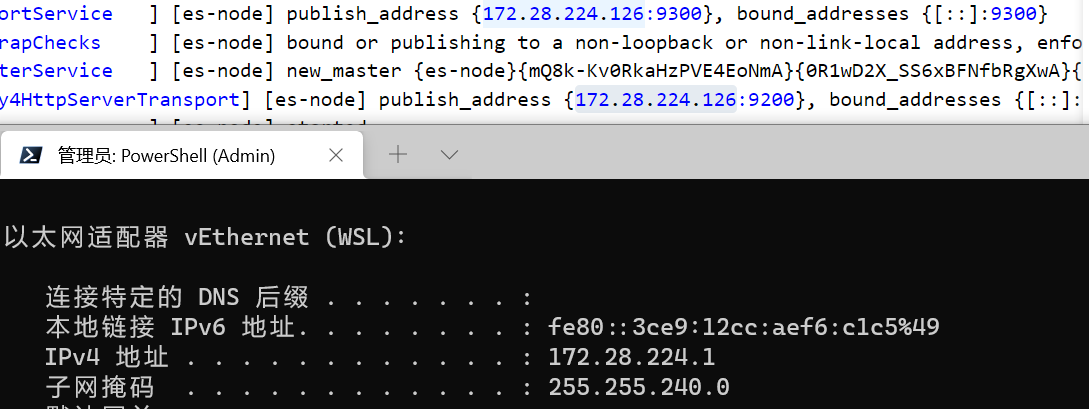 ortService   ] [es-node] publish_address {172.28.224.126:9300}, bound_addresses {[::]:9300}
rapChecks    ] [es-node] bound or publishing to a non-loopback or non-link-local address, enfo
terService   ] [es-node] new_master {es-node}{mQ8k-Kv0RkaHzPVE4EoNmA}{0R1wD2X_SS6xBFNfbRgXwA}{
y4HttpServerTransport] [es-node] publish_address {172.28.224.126:9200}, bound_addresses {[::]:
] [es-node] started
管理员: PowerShell (Admin)
以太网适配器 vEthernet (WSL):
连接特定的 DNS 后缀 . . . . . . . :
本地链接 IPv6 地址. . . . . . . . : fe80::3ce9:12cc:aef6:c1c5%49
IPv4 地址 . . . . . . . . . . . . : 172.28.224.1
子网掩码  . . . . . . . . . . . . : 255.255.240.0